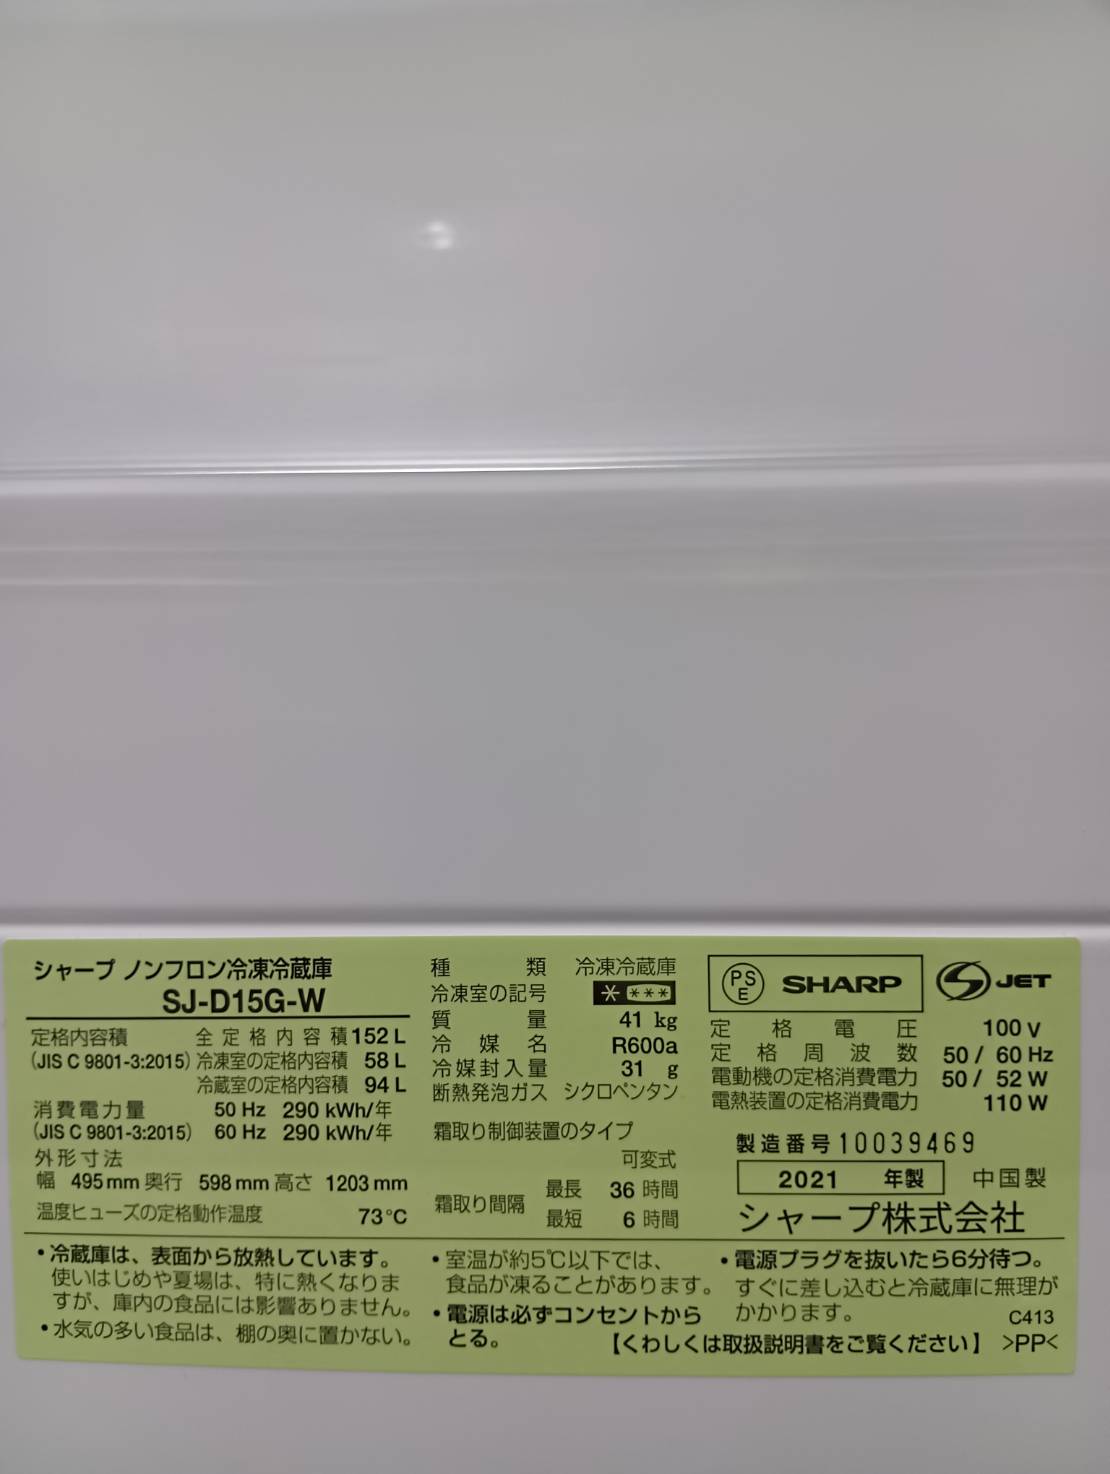 シャープ ノンフロン冷凍冷蔵庫
SJ-D15G-W
定格内容積 全定格内容積 152 L
(JIS C 9801-3:2015) 冷凍室の定格内容積 58 L
冷蔵室の定格内容積 94 L
消費電力量 50 Hz 290 kWh/年
(JIS C 9801-3:2015) 60 Hz 290 kWh/年
外形寸法
幅 495 mm 奥行 598 mm 高さ 1203 mm
温度ヒューズの定格動作温度 73℃
種類 冷凍冷蔵庫
冷凍室の記号 * ***
質量 41 kg
冷媒名 R600a
冷媒封入量 31 g
断熱発泡ガス シクロペンタン
霜取り制御装置のタイプ
可変式
霜取り間隔 最長 36 時間
最短 6 時間
PSE SHARP JET
定格電圧 100 V
定格周波数 50 / 60 Hz
電動機の定格消費電力 50 / 52 W
電熱装置の定格消費電力 110 W
製造番号 10039469
2021 年製 中国製
シャープ株式会社
・冷蔵庫は、表面から放熱しています。
使いはじめや夏場は、特に熱くなりま
すが、庫内の食品には影響ありません。
・水気の多い食品は、棚の奥に置かない。
・室温が約5℃以下では、
食品が凍ることがあります。
・電源は必ずコンセントから
とる。
・電源プラグを抜いたら6分待つ。
すぐに差し込むと冷蔵庫に無理が
かかります。 C413
【くわしくは取扱説明書をご覧ください】 >PP<